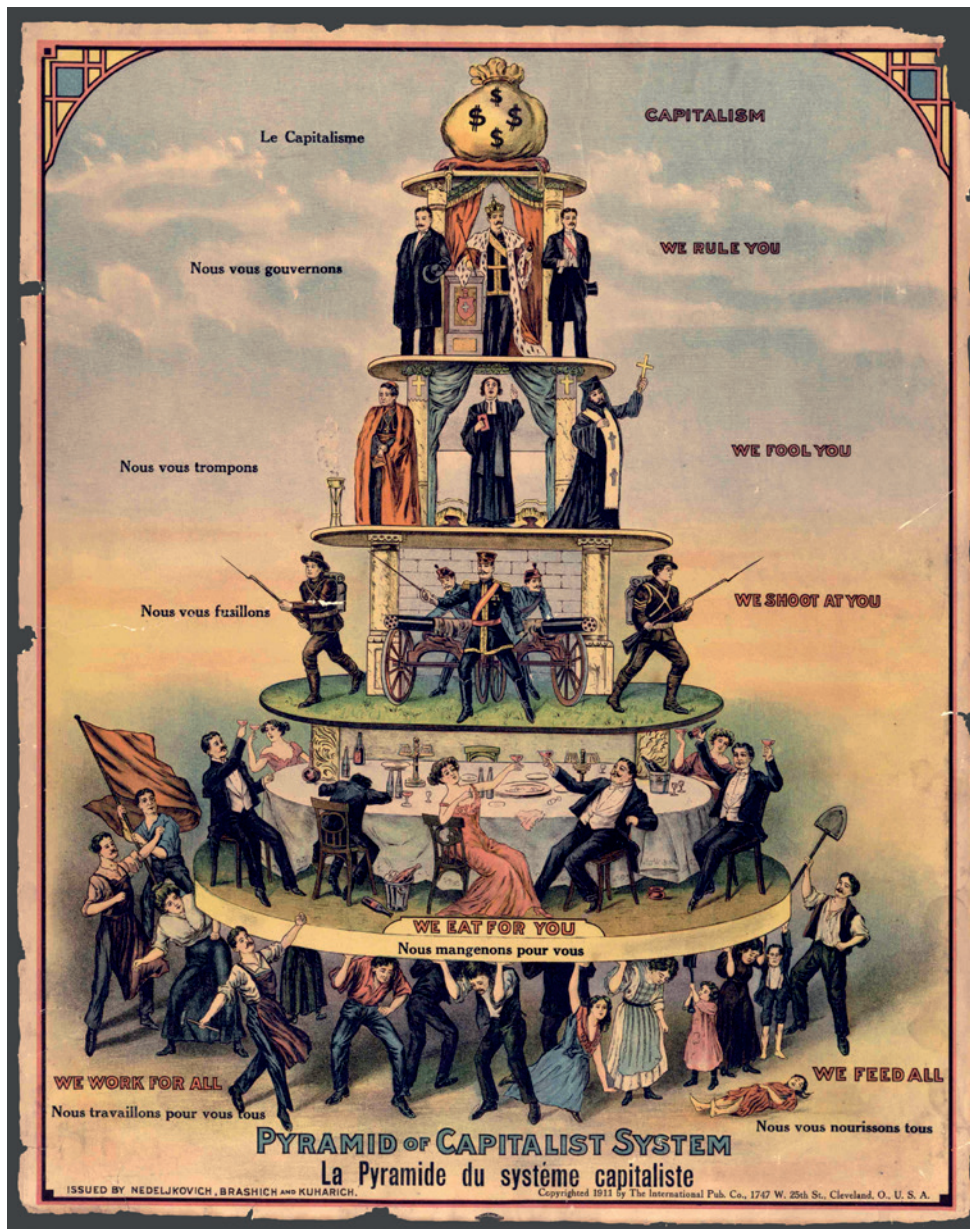 $ $ $ $
Le Capitalisme
CAPITALISM
Nous vous gouvernons
WE RULE YOU
Nous vous trompons
WE FOOL YOU
Nous vous fusillons
WE SHOOT AT YOU
WE EAT FOR YOU
Nous mangenons pour vous
WE WORK FOR ALL
Nous travaillons pour vous tous
WE FEED ALL
Nous vous nourissons tous
PYRAMID OF CAPITALIST SYSTEM
La Pyramide du système capitaliste
ISSUED BY NEDELJKOVICH, BRASHICH AND KUHARICH.
Copyrighted 1911 by The International Pub. Co., 1747 W. 25th St., Cleveland, O., U. S. A.